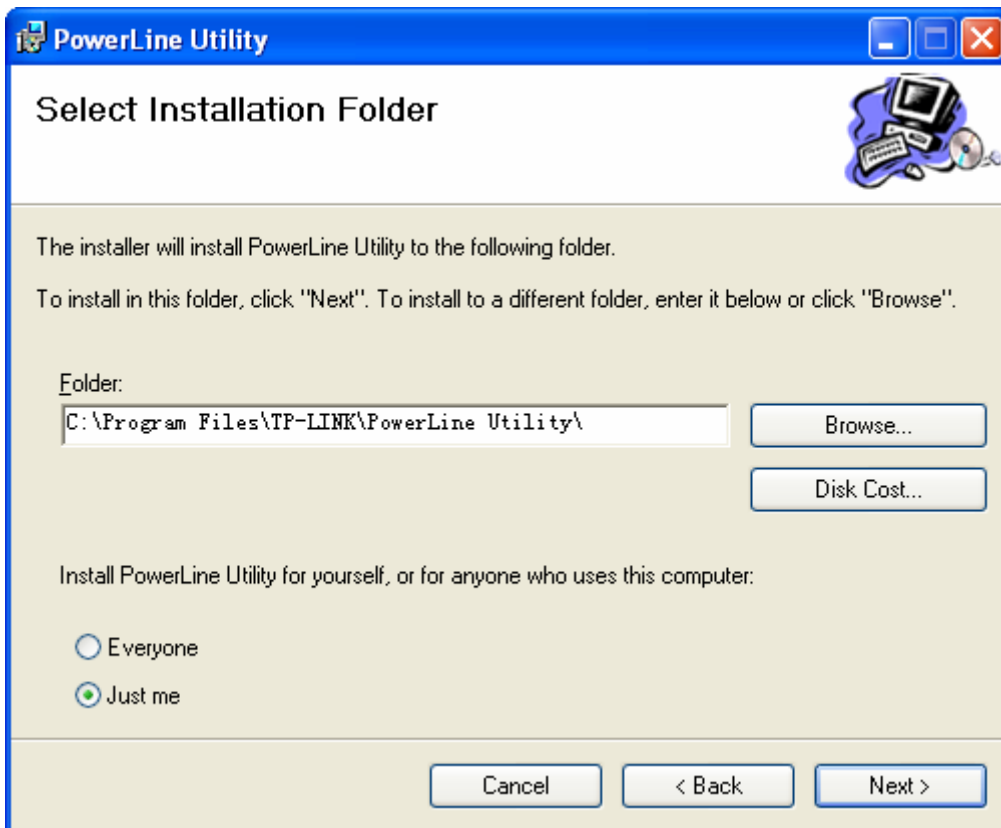 PowerLine Utility
Select Installation Folder
The installer will install PowerLine Utility to the following folder.
To install in this folder, click "Next". To install to a different folder, enter it below or click "Browse".
Folder:
C:\Program Files\TP-LINK\PowerLine Utility\
Browse...
Disk Cost...
Install PowerLine Utility for yourself, or for anyone who uses this computer:
Everyone
Just me
Cancel
< Back
Next >